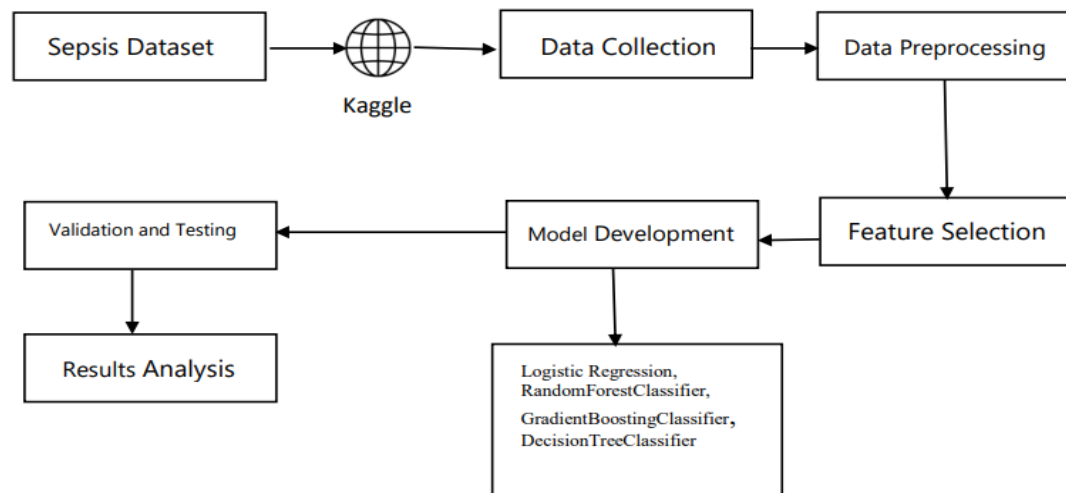 Sepsis Dataset
Kaggle
Data Collection
Data Preprocessing
Feature Selection
Model Development
Validation and Testing
Results Analysis
Logistic Regression,
RandomForestClassifier,
GradientBoostingClassifier,
DecisionTreeClassifier